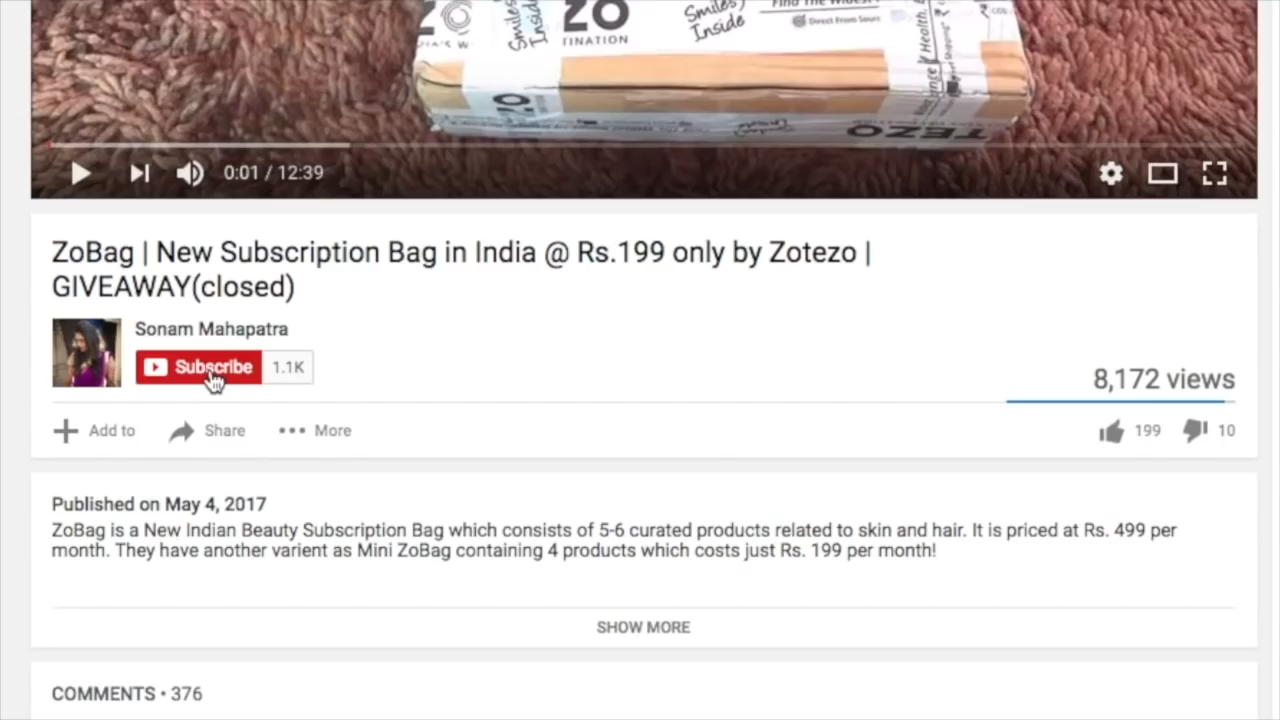 Smiles
Inside
ZO
TINATION
Smiles
Inside
Direct From
ZO
TEZO
0:01 / 12:39
ZoBag | New Subscription Bag in India @ Rs.199 only by Zotezo |
GIVEAWAY(closed)
Sonam Mahapatra
Subscribe 1.1K
8,172 views
Add to Share More 199 10
Published on May 4, 2017
ZoBag is a New Indian Beauty Subscription Bag which consists of 5-6 curated products related to skin and hair. It is priced at Rs. 499 per
month. They have another varient as Mini ZoBag containing 4 products which costs just Rs. 199 per month!
SHOW MORE
COMMENTS • 376